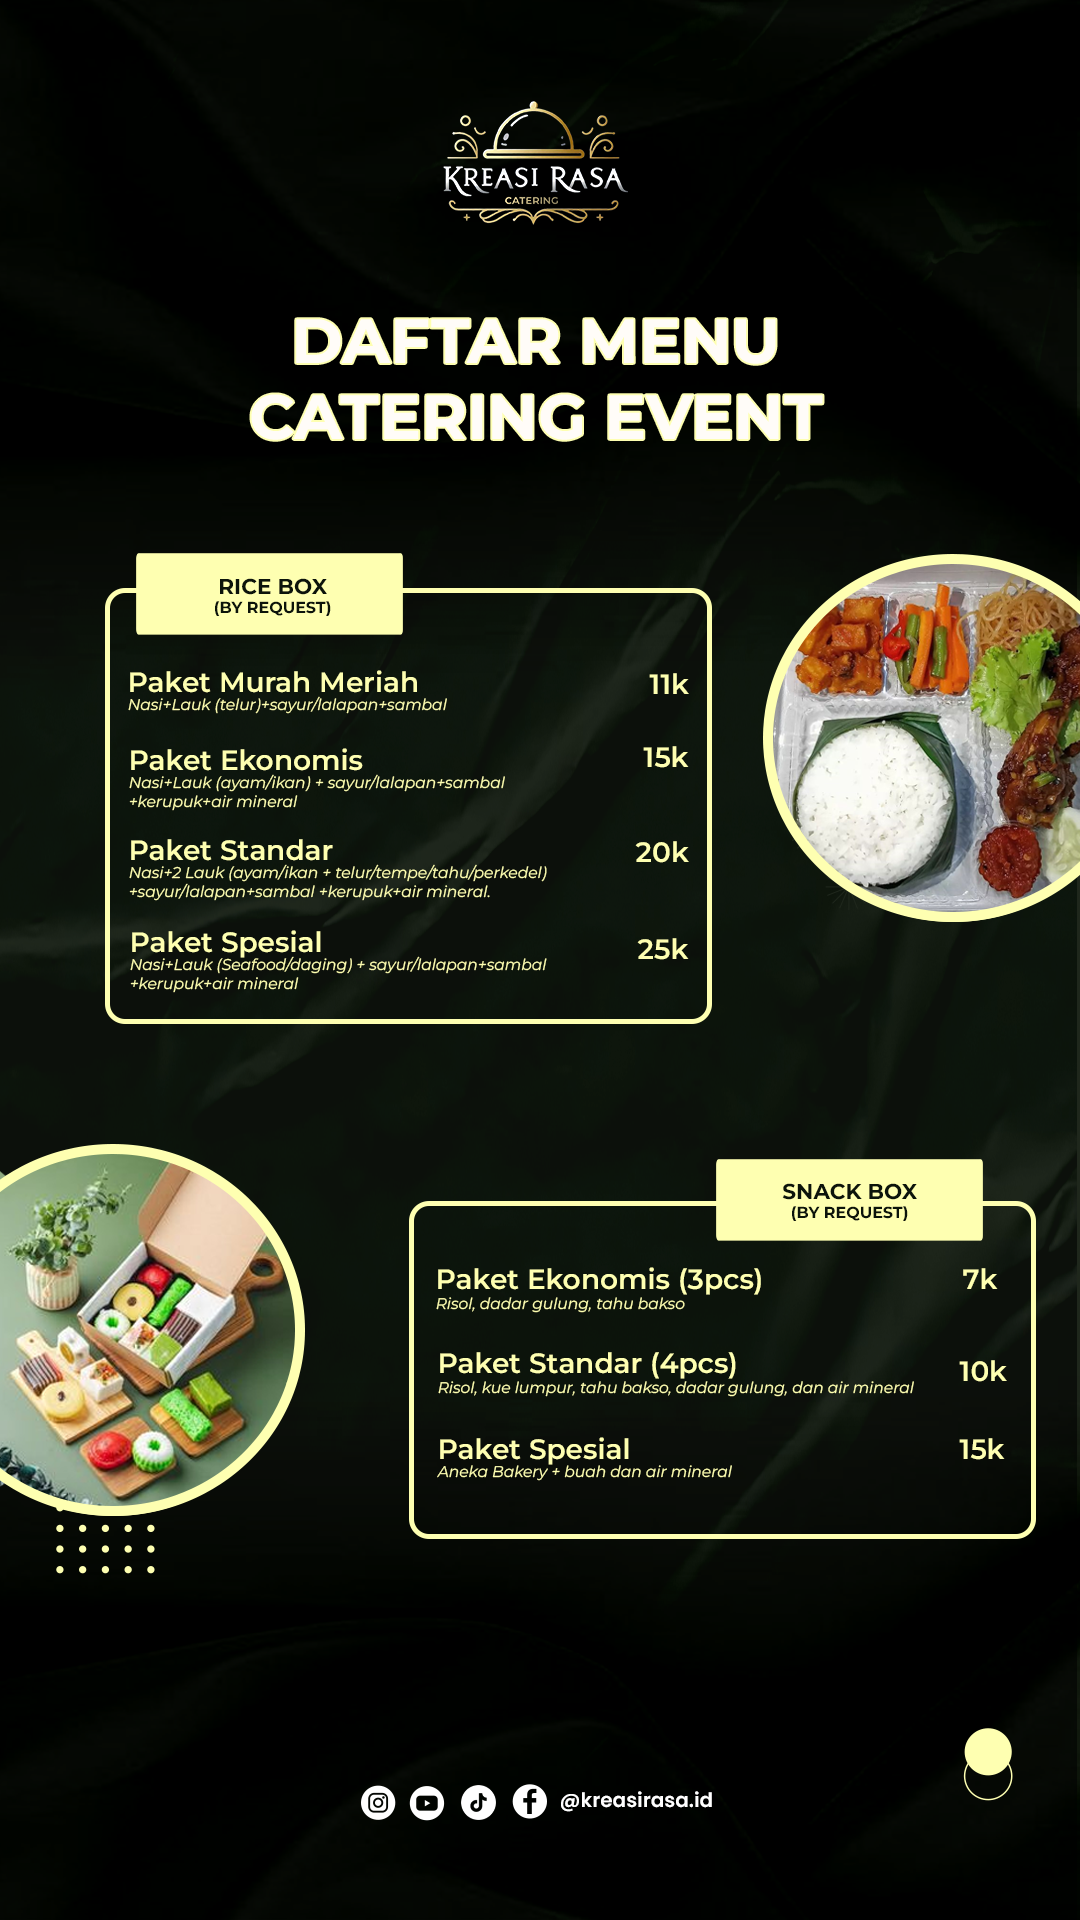 KREASI RASA
CATERING
DAFTAR MENU
CATERING EVENT
RICE BOX
(BY REQUEST)
Paket Murah Meriah 11k
Nasi+Lauk (telur)+sayur/lalapan+sambal
Paket Ekonomis 15k
Nasi+Lauk (ayam/ikan) + sayur/lalapan+sambal
+kerupuk+air mineral
Paket Standar 20k
Nasi+2 Lauk (ayam/ikan + telur/tempe/tahu/perkedel)
+sayur/lalapan+sambal +kerupuk+air mineral.
Paket Spesial 25k
Nasi+Lauk (Seafood/daging) + sayur/lalapan+sambal
+kerupuk+air mineral
SNACK BOX
(BY REQUEST)
Paket Ekonomis (3pcs) 7k
Risol, dadar gulung, tahu bakso
Paket Standar (4pcs) 10k
Risol, kue lumpur, tahu bakso, dadar gulung, dan air mineral
Paket Spesial 15k
Aneka Bakery + buah dan air mineral
@kreasirasa.id